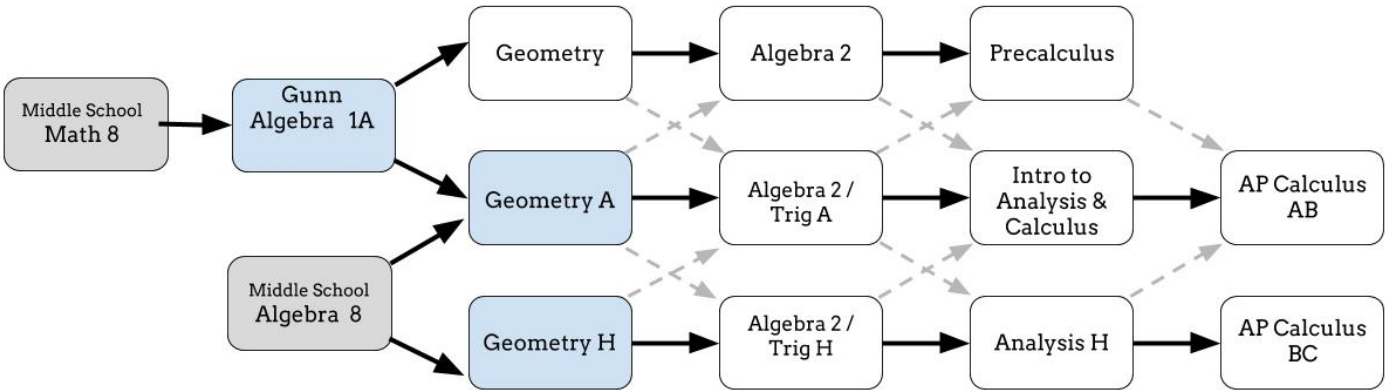 Middle School
Math 8
Gunn
Algebra 1A
Middle School
Algebra 8
Geometry
Geometry A
Geometry H
Algebra 2
Algebra 2 /
Trig A
Algebra 2 /
Trig H
Precalculus
Intro to
Analysis &
Calculus
Analysis H
AP Calculus
AB
AP Calculus
BC